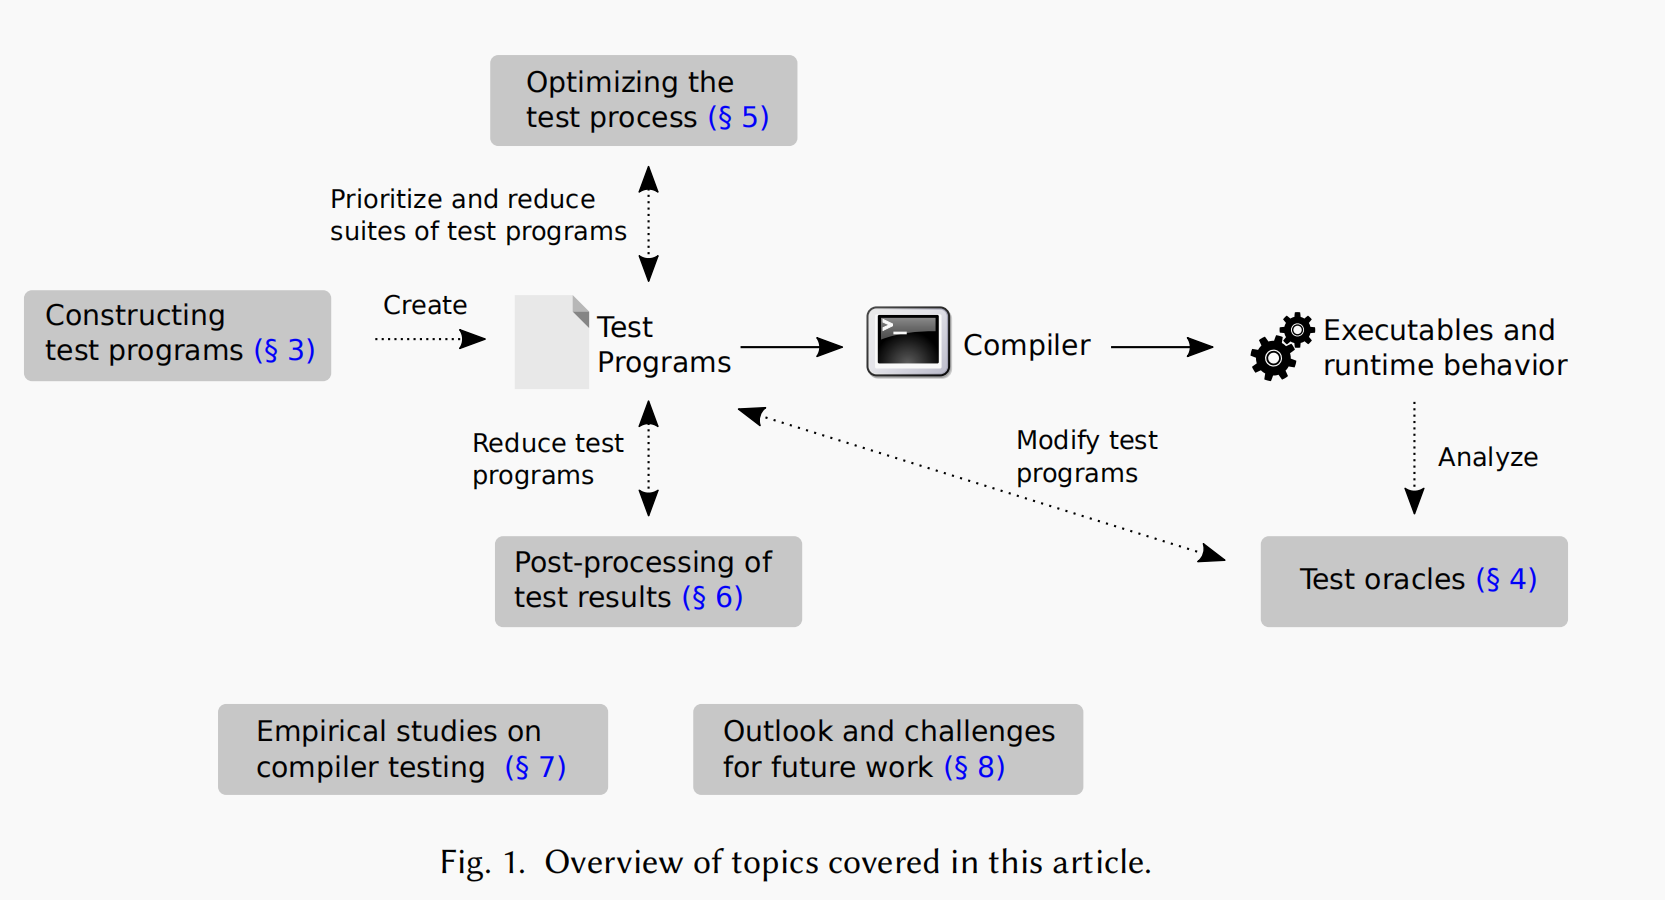 Optimizing the
test process (§ 5)
Prioritize and reduce
suites of test programs
Constructing
test programs (§ 3)
Create
Test
Programs
>_
Compiler
Executables and
runtime behavior
Reduce test
programs
Modify test
programs
Analyze
Post-processing of
test results (§ 6)
Test oracles (§ 4)
Empirical studies on
compiler testing (§ 7)
Outlook and challenges
for future work (§ 8)
Fig. 1. Overview of topics covered in this article.